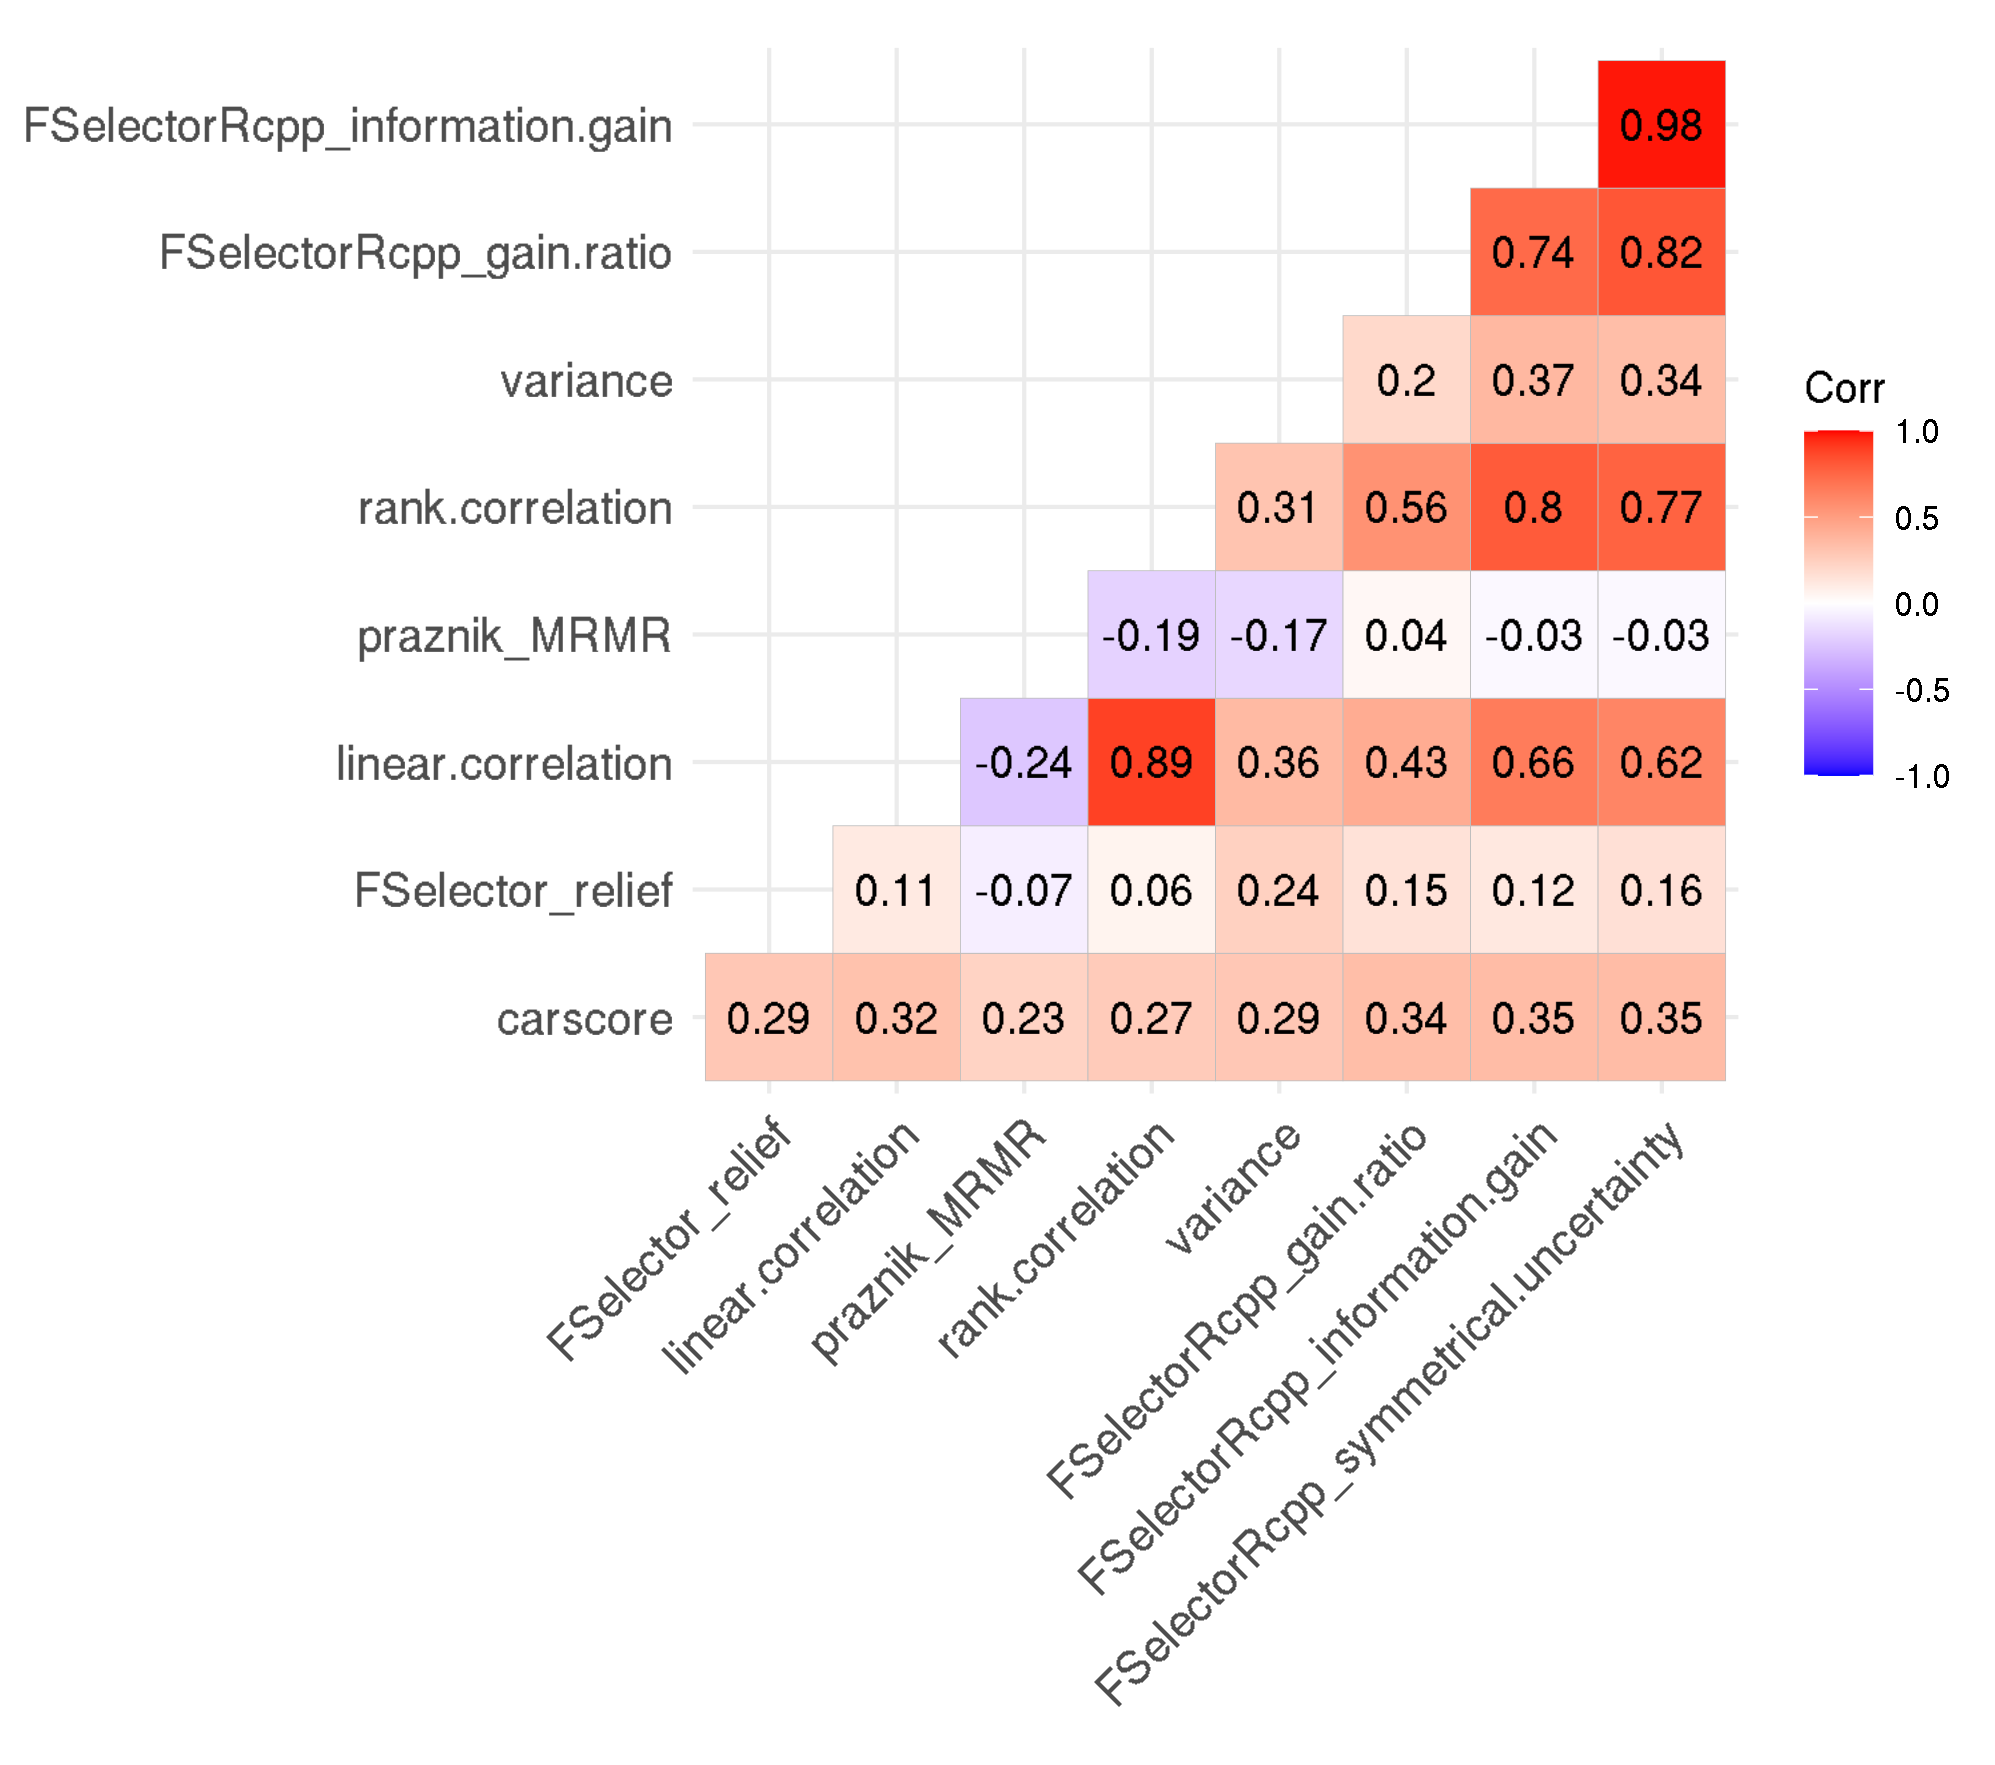 FSelectorRcpp_information.gain 0.98
FSelectorRcpp_gain.ratio 0.74 0.82
variance 0.2 0.37 0.34
rank.correlation 0.31 0.56 0.8 0.77
praznik_MRMR -0.19 -0.17 0.04 -0.03 -0.03
linear.correlation -0.24 0.89 0.36 0.43 0.66 0.62
FSelector_relief 0.11 -0.07 0.06 0.24 0.15 0.12 0.16
carscore 0.29 0.32 0.23 0.27 0.29 0.34 0.35 0.35
FSelector_relief
linear.correlation
praznik_MRMR
rank.correlation
variance
FSelectorRcpp_gain.ratio
FSelectorRcpp_information.gain
FSelectorRcpp_symmetrical.uncertainty
Corr
1.0
0.5
0.0
-0.5
-1.0